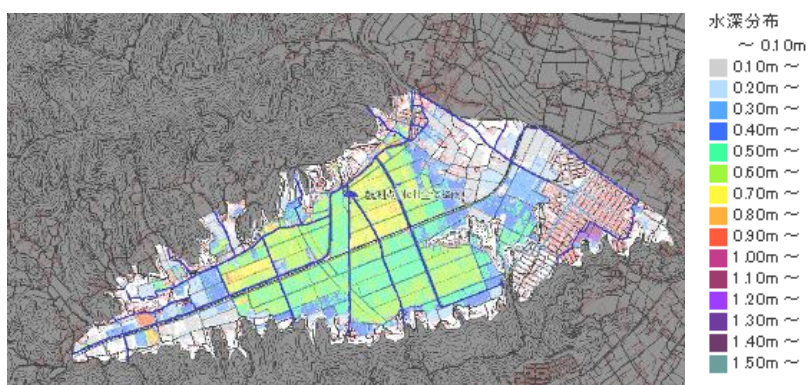 水深分布
～ 0.10m
0.10m ～
0.20m ～
0.30m ～
0.40m ～
0.50m ～
0.60m ～
0.70m ～
0.80m ～
0.90m ～
1.00m ～
1.10m ～
1.20m ～
1.30m ～
1.40m ～
1.50m ～